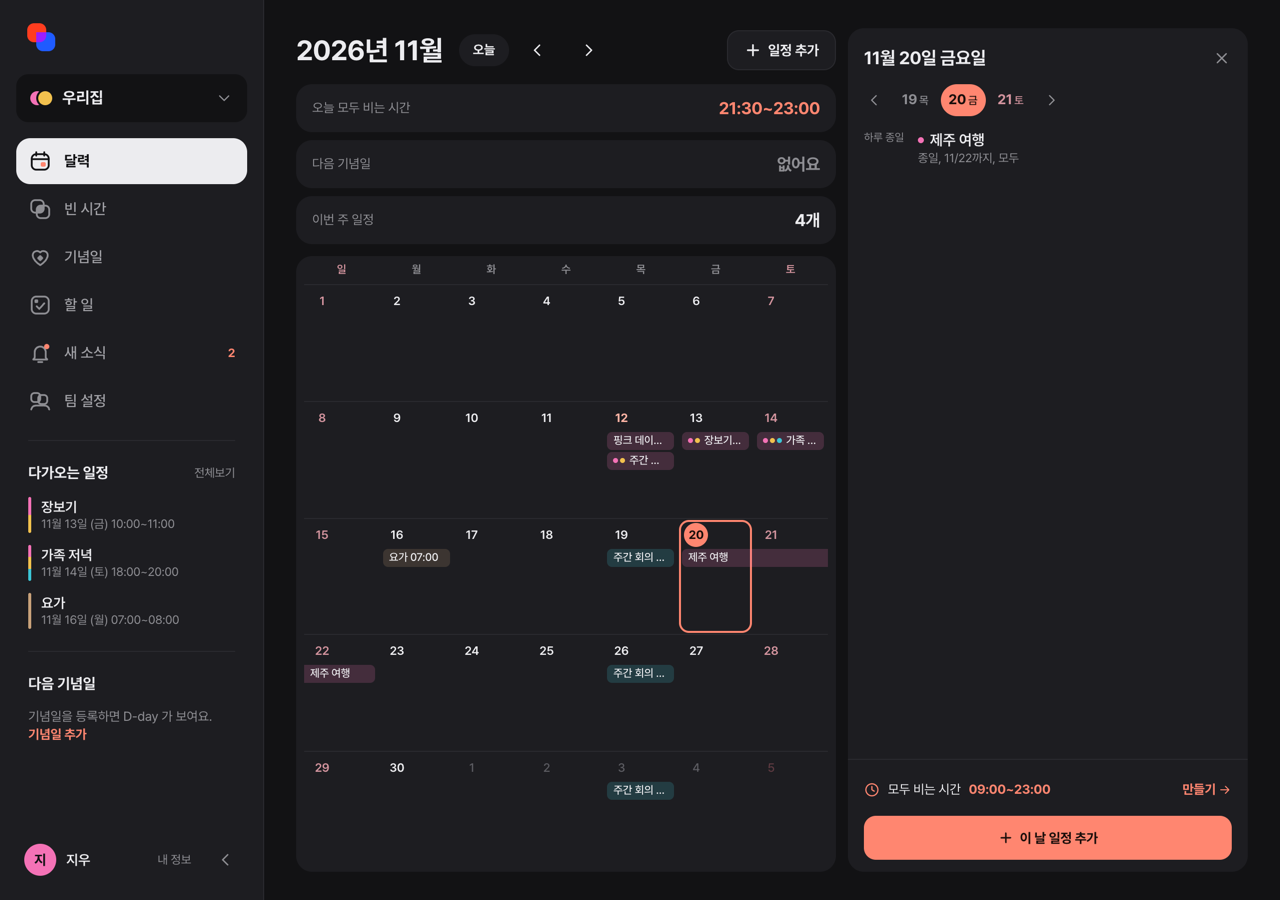 우리집
달력
빈 시간
기념일
할 일
새 소식 2
팀 설정
다가오는 일정 전체보기
장보기
11월 13일 (금) 10:00~11:00
가족 저녁
11월 14일 (토) 18:00~20:00
요가
11월 16일 (월) 07:00~08:00
다음 기념일
기념일을 등록하면 D-day 가 보여요.
기념일 추가
지 지우 내 정보
2026년 11월 오늘 일정 추가
오늘 모두 비는 시간 21:30~23:00
다음 기념일 없어요
이번 주 일정 4개
일 월 화 수 목 금 토
1 2 3 4 5 6 7
8 9 10 11 12 13 14
핑크 데이... 장보기... 가족 ...
주간 ...
15 16 17 18 19 20 21
요가 07:00 주간 회의 ... 제주 여행
22 23 24 25 26 27 28
제주 여행 주간 회의 ...
29 30 1 2 3 4 5
주간 회의 ...
11월 20일 금요일
19 목 20 금 21 토
하루 종일 제주 여행
종일, 11/22까지, 모두
모두 비는 시간 09:00~23:00 만들기
이 날 일정 추가